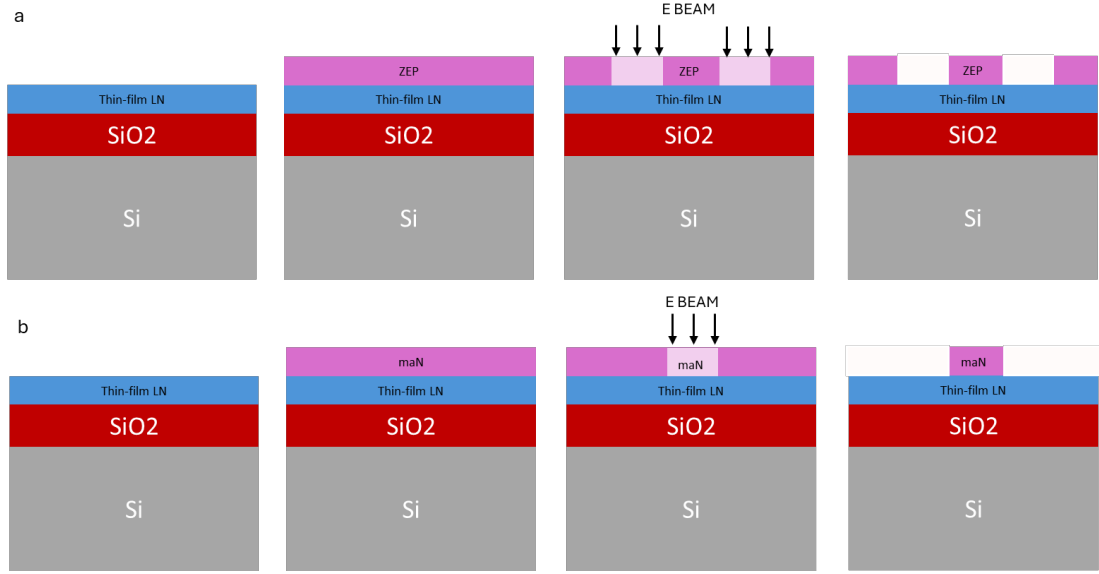 a
E BEAM
ZEP
ZEP
ZEP
Thin-film LN
Thin-film LN
Thin-film LN
Thin-film LN
SiO2
SiO2
SiO2
SiO2
Si
Si
Si
Si
b
E BEAM
maN
maN
maN
Thin-film LN
Thin-film LN
Thin-film LN
Thin-film LN
SiO2
SiO2
SiO2
SiO2
Si
Si
Si
Si